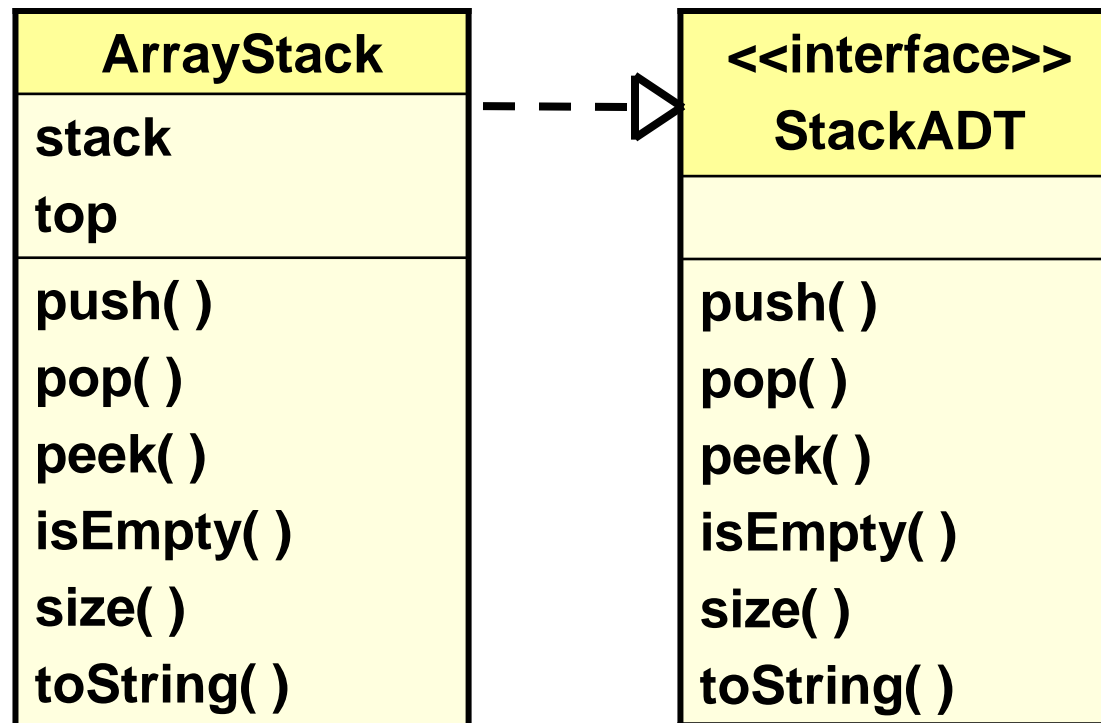 ArrayStack
stack
top
push( )
pop( )
peek( )
isEmpty( )
size( )
toString( )
<<interface>>
StackADT
push( )
pop( )
peek( )
isEmpty( )
size( )
toString( )